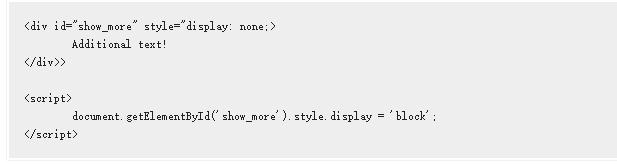 <div id="show_more" style="display: none;>
Additional text!
</div>>
<script>
document.getElementById('show_more').style.display = 'block';
</script>